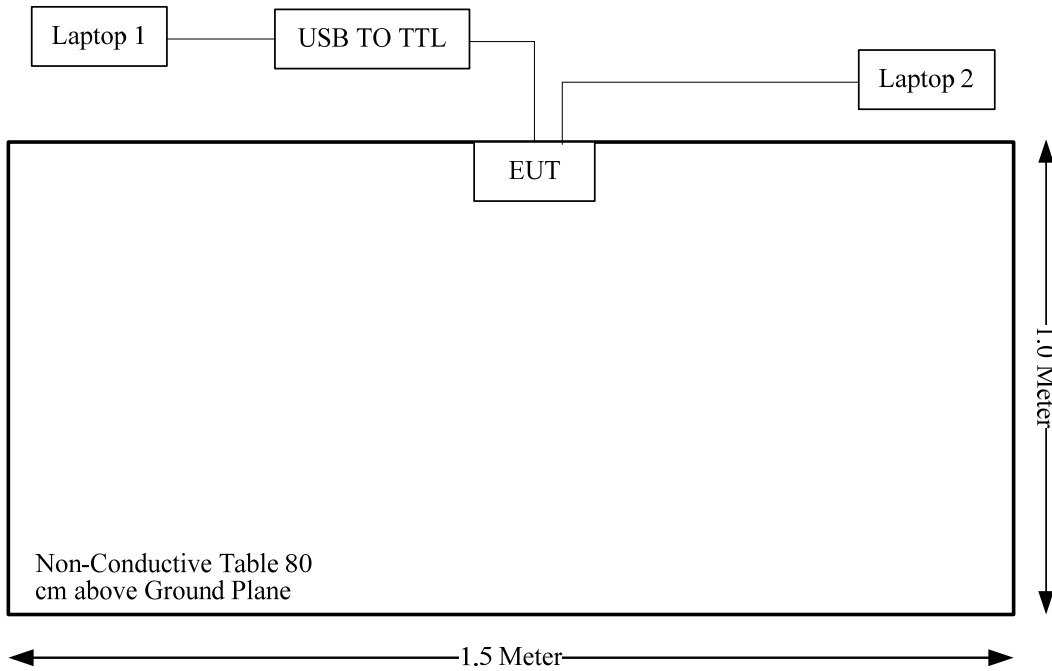 Laptop 1
USB TO TTL
Laptop 2
EUT
1.0 Meter
Non-Conductive Table 80
cm above Ground Plane
1.5 Meter